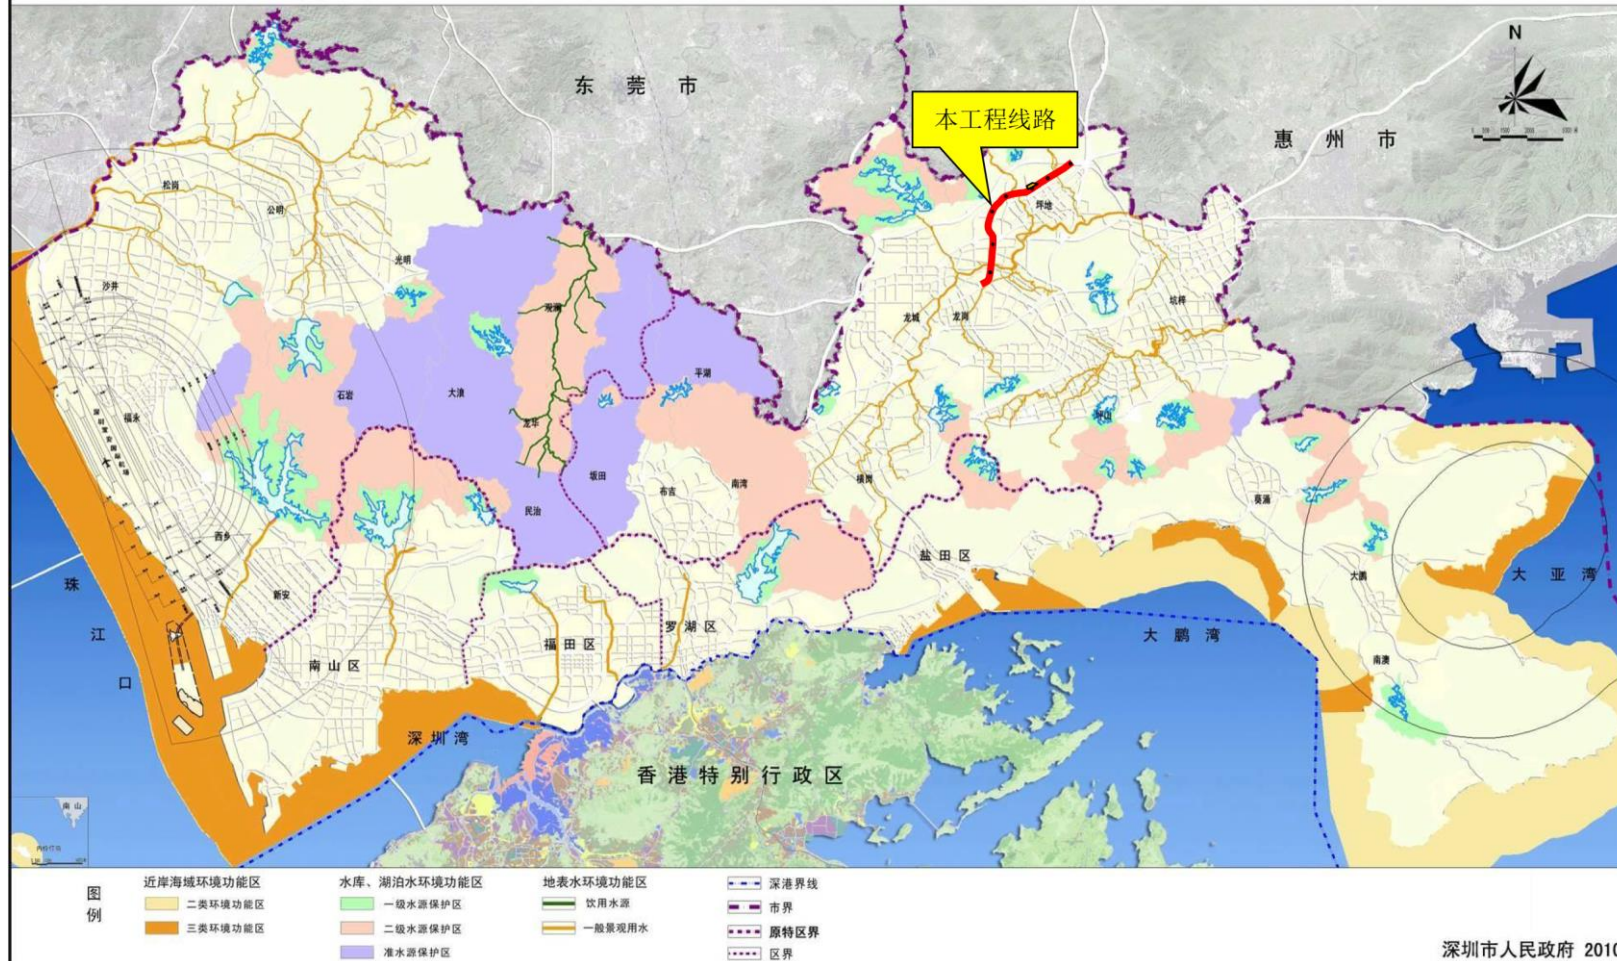 N
东莞市
惠州市
本工程线路
坪地
松岗
公明
光明
沙井
观澜
龙城
龙岗
坑梓
平湖
石岩
大浪
福永
龙华
坪山
坂田
布吉
南湾
横岗
葵涌
民治
西乡
盐田区
大鹏
大亚湾
珠江口
新安
南山区
福田区
罗湖区
大鹏湾
南澳
深圳湾
香港特别行政区
南山
图例
近岸海域环境功能区
二类环境功能区
三类环境功能区
水库、湖泊水环境功能区
一级水源保护区
二级水源保护区
准水源保护区
地表水环境功能区
饮用水源
一般景观用水
深港界线
市界
原特区界
区界
深圳市人民政府 2010